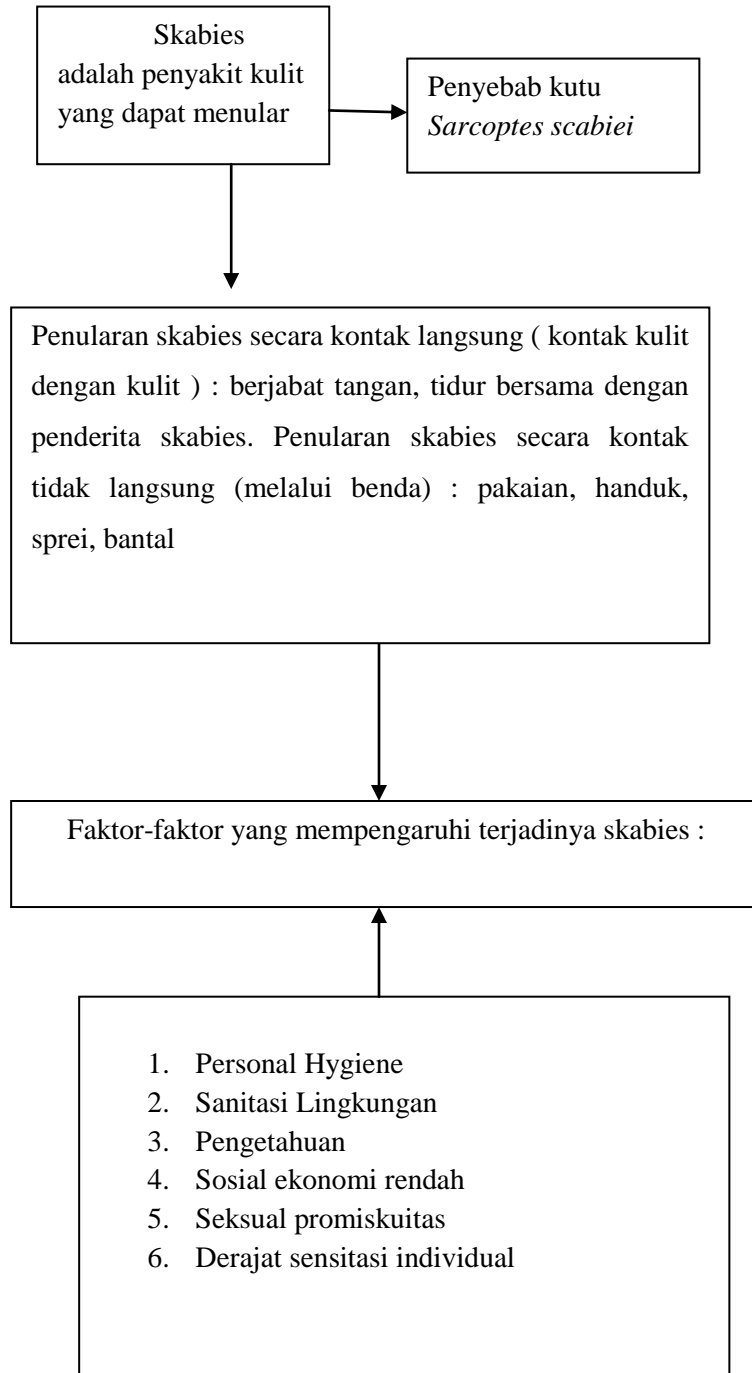 Skabies
adalah penyakit kulit
yang dapat menular
Penyebab kutu
Sarcoptes scabiei
Penularan skabies secara kontak langsung ( kontak kulit
dengan kulit ) : berjabat tangan, tidur bersama dengan
penderita skabies. Penularan skabies secara kontak
tidak langsung (melalui benda) : pakaian, handuk,
sprei, bantal
Faktor-faktor yang mempengaruhi terjadinya skabies :
1. Personal Hygiene
2. Sanitasi Lingkungan
3. Pengetahuan
4. Sosial ekonomi rendah
5. Seksual promiskuitas
6. Derajat sensitasi individual